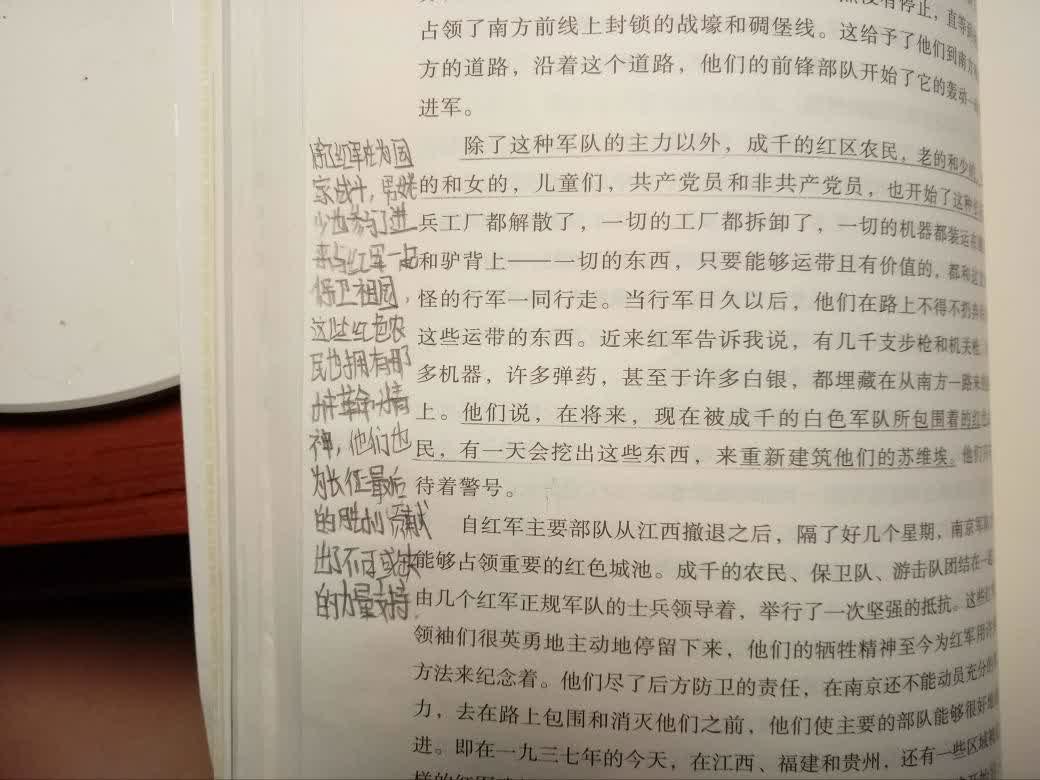 没有停止，直等到
占领了南方前线上封锁的战壕和碉堡线。这给予了他们到南方和
方的道路，沿着这个道路，他们的前锋部队开始了它的轰动一
进军。
除了这种军队的主力以外，成千的红区农民，老的和少的，
的和女的，儿童们，共产党员和非共产党员，也开始了这种
兵工厂都解散了，一切的工厂都拆卸了，一切的机器都装运在
和驴背上——一切的东西，只要能够运带且有价值的，都和这
怪的行军一同行走。当行军日久以后，他们在路上不得不扔弃
这些运带的东西。近来红军告诉我说，有几千支步枪和机关枪，
多机器，许多弹药，甚至于许多白银，都埋藏在从南方一路来的
上。他们说，在将来，现在被成千的白色军队所包围着的红
民，有一天会挖出这些东西，来重新建筑他们的苏维埃。他们
待着警号。
自红军主要部队从江西撤退之后，隔了好几个星期，南京军
能够占领重要的红色城池。成千的农民、保卫队、游击队团结在一
由几个红军正规军队的士兵领导着，举行了一次坚强的抵抗。这些
领袖们很英勇地主动地停留下来，他们的牺牲精神至今为红军用许
方法来纪念着。他们尽了后方防卫的责任，在南京还不能动员充分的
力，去在路上包围和消灭他们之前，他们使主要的部队能够很好地
进。即在一九三七年的今天，在江西、福建和贵州，还有一些区域
除了红军在为国
家战斗，男女老
少也参与了进
来与红军一起
保卫祖国，
这些红色农
民也拥有那
种革命精
神，他们也
为长征最后
的胜利贡献
出了不可或缺
的力量支持。